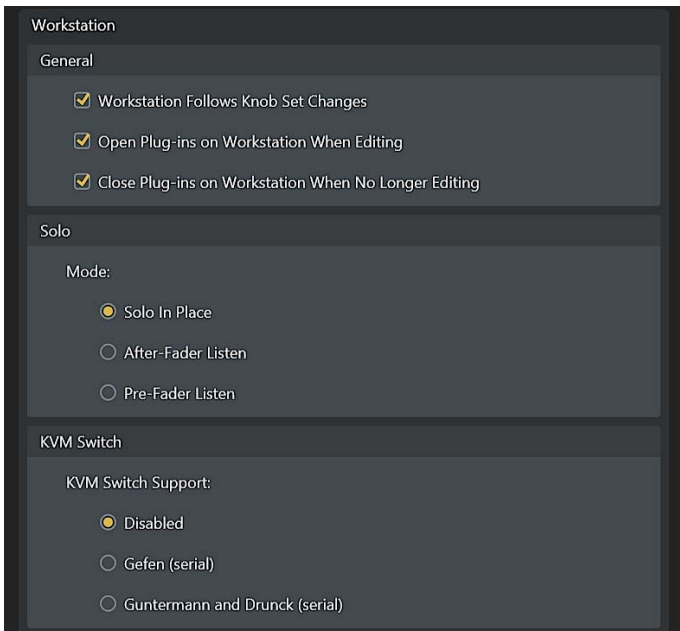 Workstation
General
Workstation Follows Knob Set Changes
Open Plug-ins on Workstation When Editing
Close Plug-ins on Workstation When No Longer Editing
Solo
Mode:
Solo In Place
After-Fader Listen
Pre-Fader Listen
KVM Switch
KVM Switch Support:
Disabled
Gefen (serial)
Guntermann and Drunck (serial)